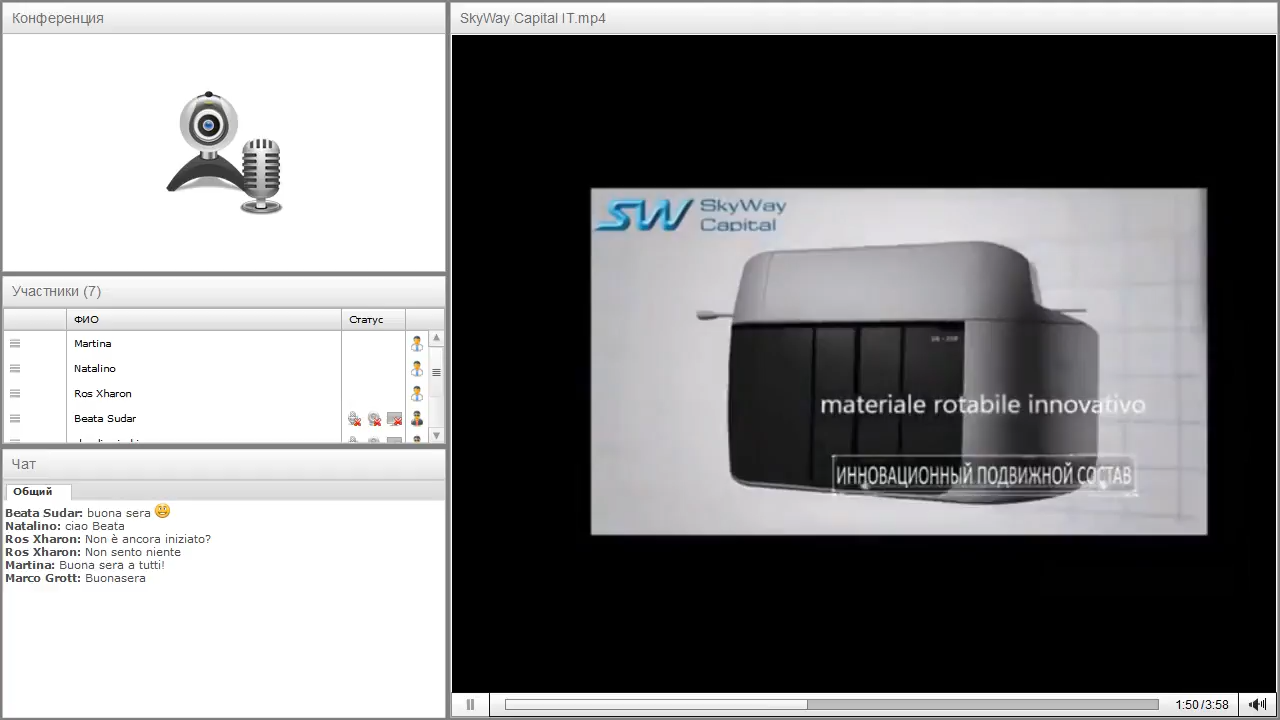 Конференция
Участники (7)
ФИО
Статус
Martina
Natalino
Ros Xharon
Beata Sudar
Чат
Общий
Beata Sudar: buona sera
Natalino: ciao Beata
Ros Xharon: Non è ancora iniziato?
Ros Xharon: Non sento niente
Martina: Buona sera a tutti!
Marco Grott: Buonasera
SkyWay Capital IT.mp4
SW SkyWay
Capital
materiale rotabile innovativo
ИННОВАЦИОННЫЙ ПОДВИЖНОЙ СОСТАВ
1:50/3:58